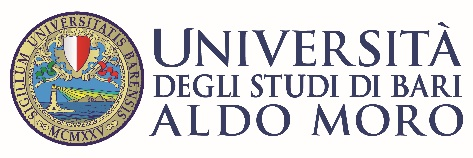 SIGILLUM UNIVERSITATIS BARENSIS
MCMXXV
UNIVERSITÀ
DEGLI STUDI DI BARI
ALDO MORO